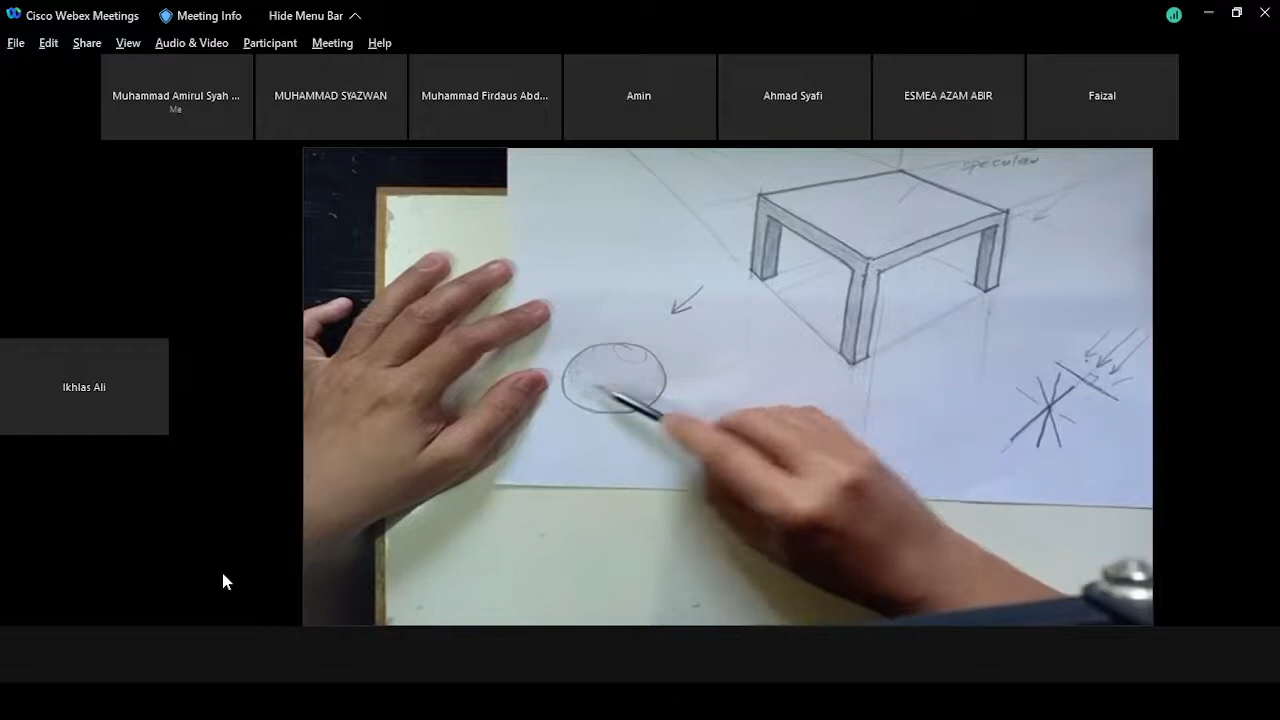 Cisco Webex Meetings
Meeting Info
Hide Menu Bar
File Edit Share View Audio & Video Participant Meeting Help
Muhammad Amirul Syah ...
Me
MUHAMMAD SYAZWAN
Muhammad Firdaus Abd...
Amin
Ahmad Syafi
ESMEA AZAM ABIR
Faizal
specular
Ikhlas Ali